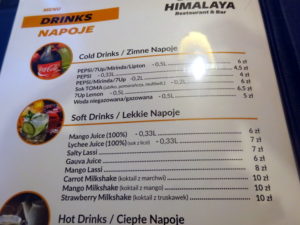 MENU
HIMALAYA
Restaurant & Bar
DRINKS
NAPOJE
Cold Drinks / Zimne Napoje
PEPSI/7Up/Mirinda/Lipton - 0,5L 6 zł
PEPSI - 0,33L 4 zł
PEPSI/Mirinda/7Up - 0,2L 4 zł
Sok TOMA 6 zł
7Up Lemon - 0,5L 4.5 zł
Woda niegazowana/gazowana - 0,5L 5 zł
Soft Drinks / Lekkie Napoje
Mango Juice (100%) - 0,33L 6 zł
Lychee Juice (100%) (sok z liczi) - 0,33L 7 zł
Salty Lassi 7 zł
Gauva Juice 6 zł
Mango Lassi 8 zł
Carrot Milkshake (koktail z marchwi) 10 zł
Mango Milkshake (koktail z mango) 10 zł
Strawberry Milkshake (koktail z truskawek) 10 zł
Hot Drinks / Ciepłe Napoje